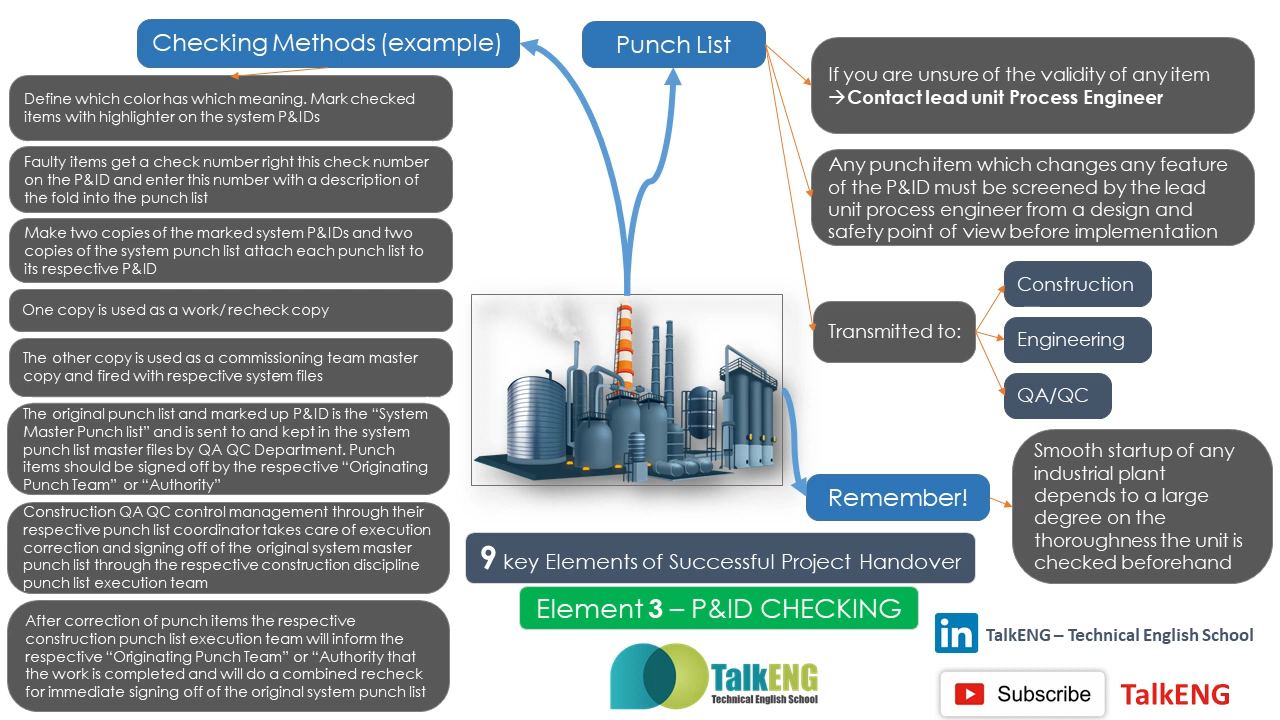 Checking Methods (example)
Define which color has which meaning. Mark checked
items with highlighter on the system P&IDs
Faulty items get a check number right this check number
on the P&ID and enter this number with a description of
the fold into the punch list
Make two copies of the marked system P&IDs and two
copies of the system punch list attach each punch list to
its respective P&ID
One copy is used as a work/ recheck copy
The other copy is used as a commissioning team master
copy and fired with respective system files
The original punch list and marked up P&ID is the “System
Master Punch list” and is sent to and kept in the system
punch list master files by QA QC Department. Punch
items should be signed off by the respective “Originating
Punch Team” or “Authority”
Construction QA QC control management through their
respective punch list coordinator takes care of execution
correction and signing off of the original system master
punch list through the respective construction discipline
punch list execution team
After correction of punch items the respective
construction punch list execution team will inform the
respective “Originating Punch Team” or “Authority that
the work is completed and will do a combined recheck
for immediate signing off of the original system punch list
Punch List
If you are unsure of the validity of any item
→Contact lead unit Process Engineer
Any punch item which changes any feature
of the P&ID must be screened by the lead
unit process engineer from a design and
safety point of view before implementation
Transmitted to:
Construction
Engineering
QA/QC
Remember!
Smooth startup of any
industrial plant
depends to a large
degree on the
thoroughness the unit is
checked beforehand
9 key Elements of Successful Project Handover
Element 3 – P&ID CHECKING
TalkENG
Technical English School
in TalkENG – Technical English School
Subscribe TalkENG